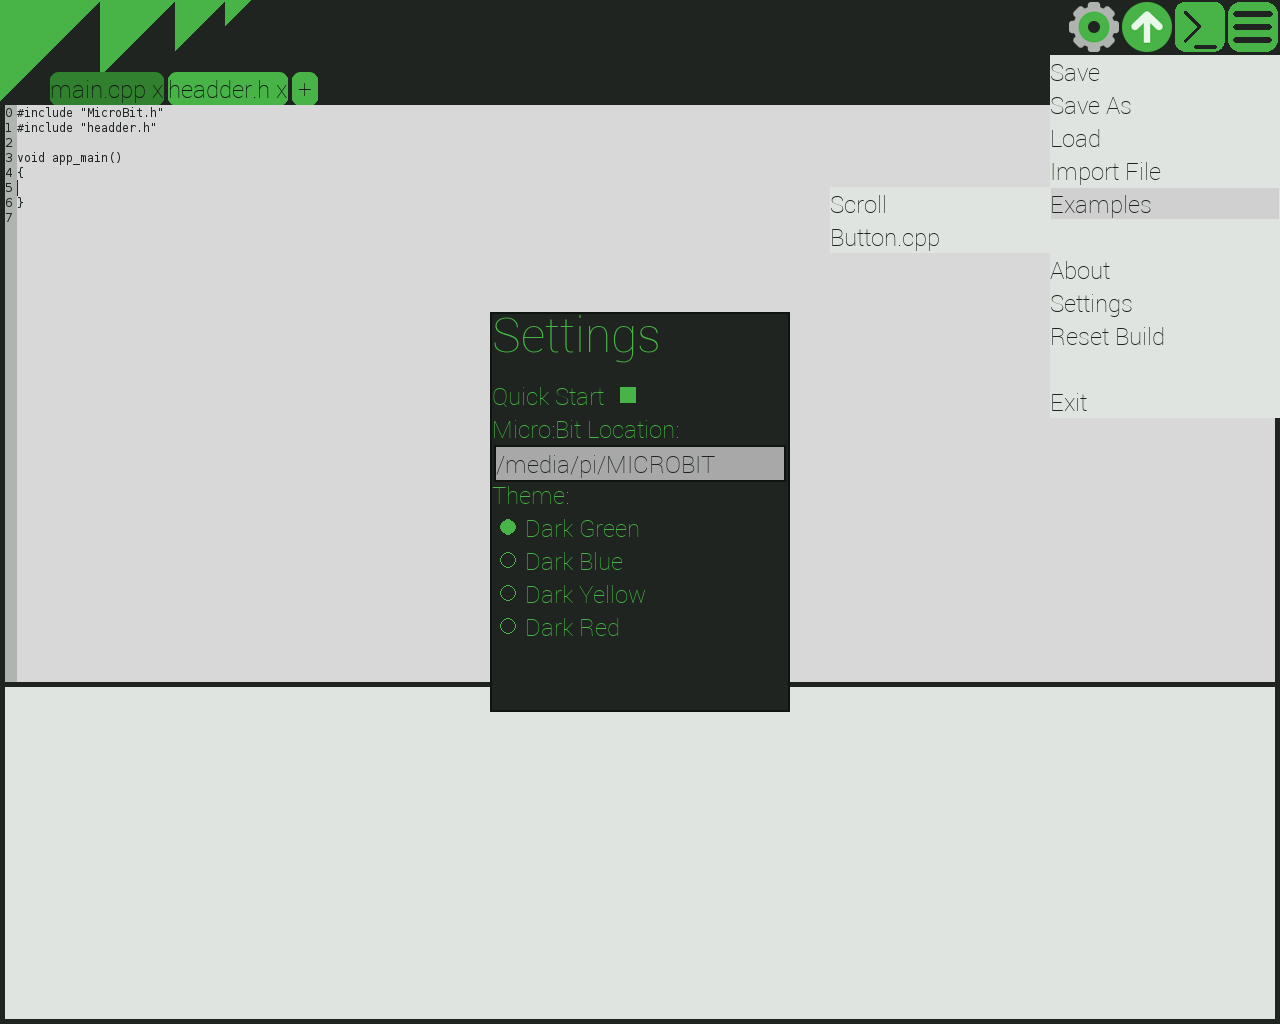 main.cpp x headder.h x +
0 #include "MicroBit.h"
1 #include "headder.h"
2
3 void app_main()
4 {
5
6 }
7
Save
Save As
Load
Import File
Examples
Scroll
Button.cpp
About
Settings
Reset Build
Exit
Settings
Quick Start
Micro:Bit Location:
/media/pi/MICROBIT
Theme:
Dark Green
Dark Blue
Dark Yellow
Dark Red